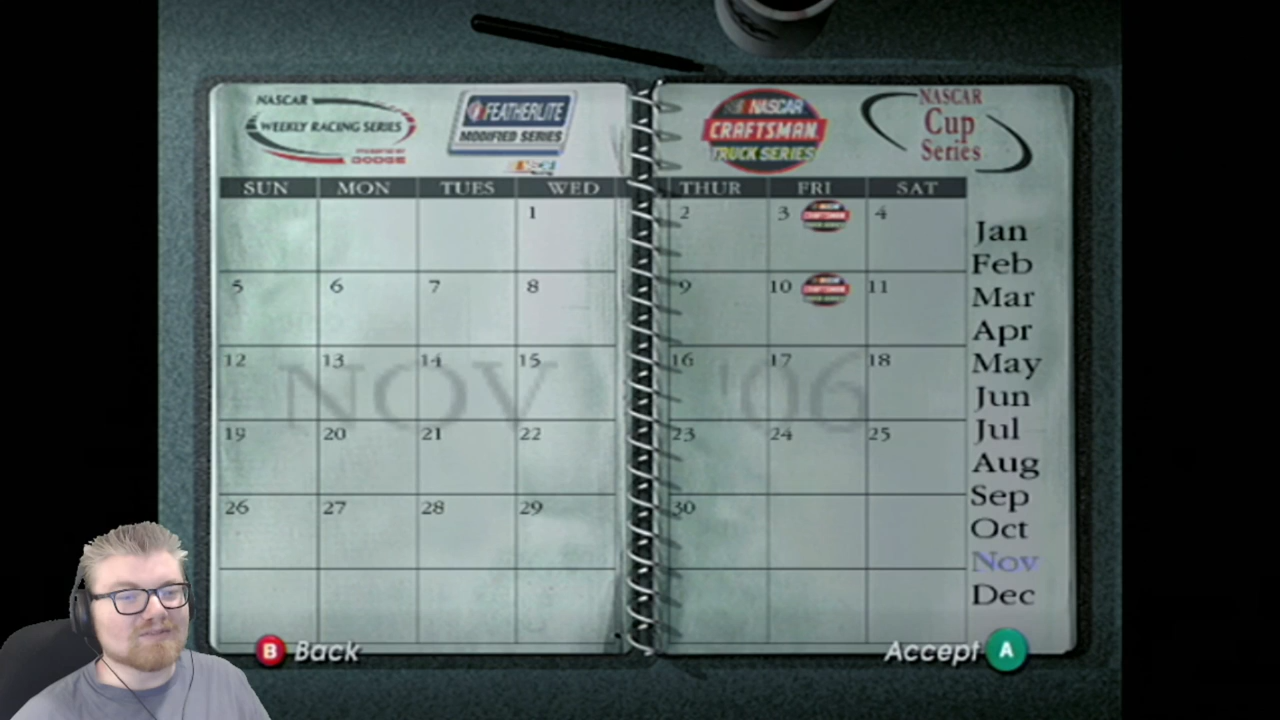 NASCAR
WEEKLY RACING SERIES
DODGE
FEATHERLITE
MODIFIED SERIES
NASCAR
CRAFTSMAN
TRUCK SERIES
NASCAR
Cup
Series
SUN MON TUES WED THUR FRI SAT
1 2 3 4
5 6 7 8 9 10 11
12 13 14 15 16 17 18
NOV '06
19 20 21 22 23 24 25
26 27 28 29 30
Jan
Feb
Mar
Apr
May
Jun
Jul
Aug
Sep
Oct
Nov
Dec
B Back
Accept A